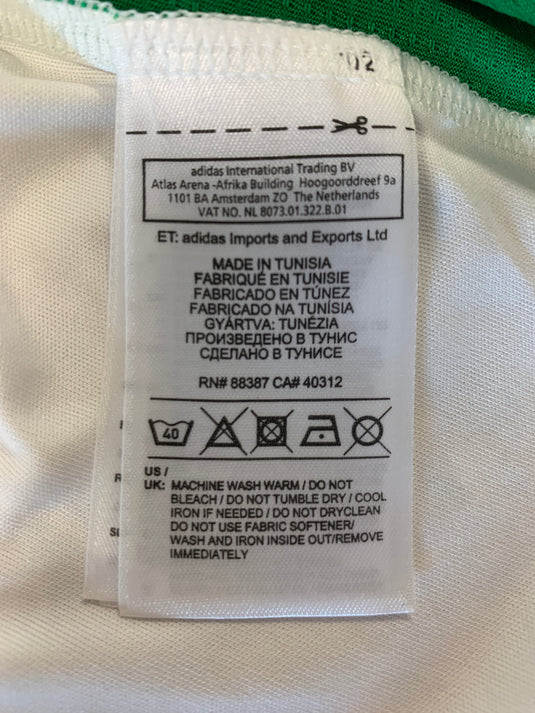 102
adidas International Trading BV
Atlas Arena -Afrika Building Hoogoorddreef 9a
1101 BA Amsterdam ZO The Netherlands
VAT NO. NL 8073.01.322.B.01
ET: adidas Imports and Exports Ltd
MADE IN TUNISIA
FABRIQUÉ EN TUNISIE
FABRICADO EN TÚNEZ
FABRICADO NA TUNÍSIA
GYÁRTVA: TUNÉZIA
ПРОИЗВЕДЕНО В ТУНИС
СДЕЛАНО В ТУНИСЕ
RN# 88387 CA# 40312
40
US /
UK: MACHINE WASH WARM / DO NOT
BLEACH / DO NOT TUMBLE DRY / COOL
IRON IF NEEDED / DO NOT DRYCLEAN
DO NOT USE FABRIC SOFTENER/
WASH AND IRON INSIDE OUT/REMOVE
IMMEDIATELY